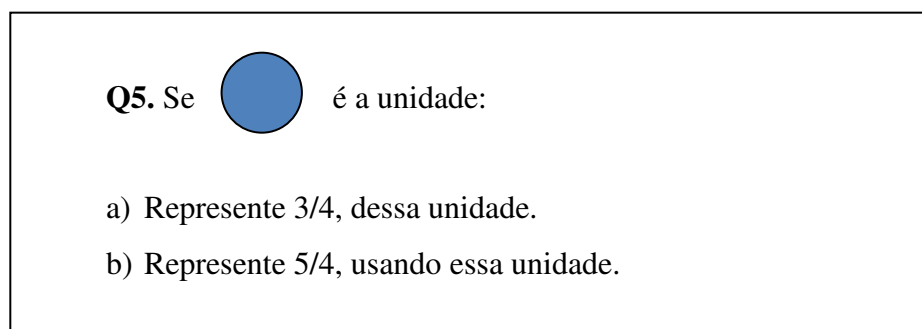 Q5. Se é a unidade:
a) Represente 3/4, dessa unidade.
b) Represente 5/4, usando essa unidade.